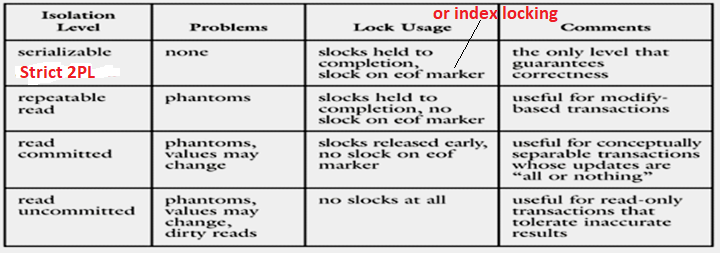 or index locking
Isolation Level Problems Lock Usage Comments
serializable none slocks held to completion, slock on eof marker the only level that guarantees correctness
Strict 2PL
repeatable read phantoms slocks held to completion, no slock on eof marker useful for modify-based transactions
read committed phantoms, values may change slocks released early, no slock on eof marker useful for conceptually separable transactions whose updates are "all or nothing"
read uncommitted phantoms, values may change, dirty reads no slocks at all useful for read-only transactions that tolerate inaccurate results